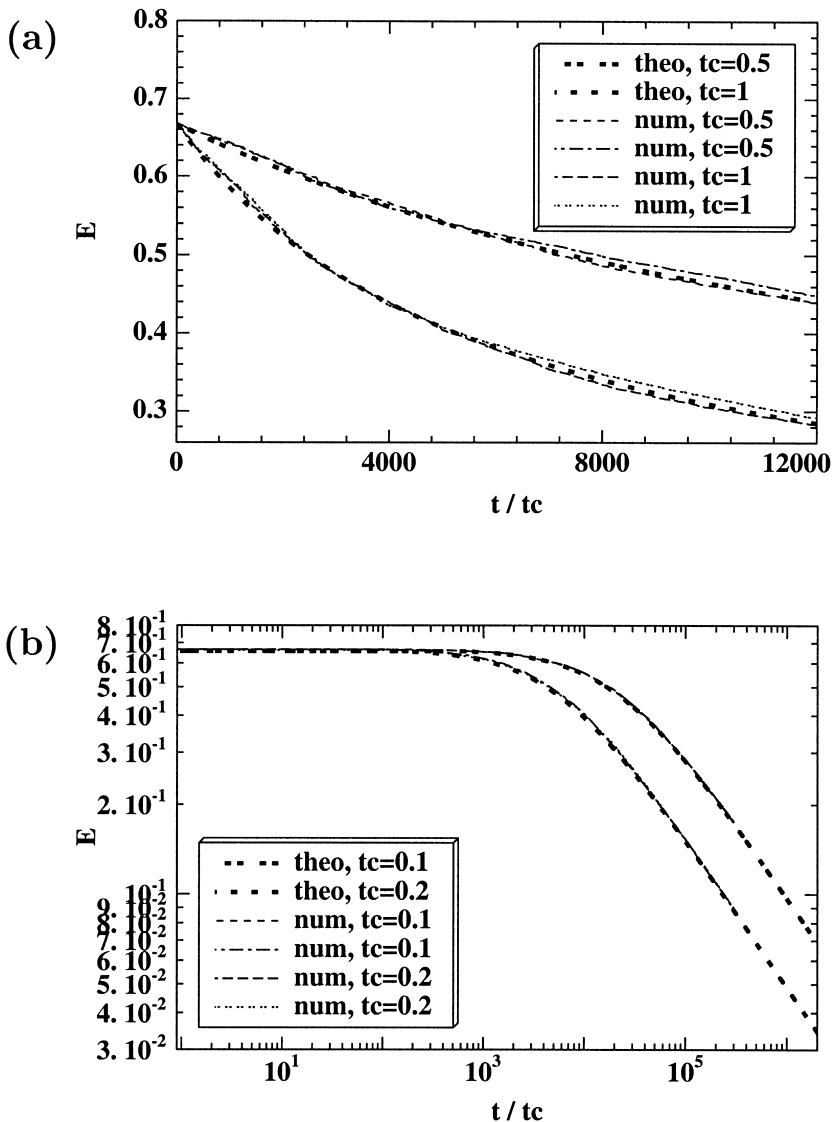 (a)
0.8
0.7
0.6
0.5
0.4
0.3
E
theo, tc=0.5
theo, tc=1
num, tc=0.5
num, tc=0.5
num, tc=1
num, tc=1
0 4000 8000 12000
t / tc
(b)
8. 10⁻¹
7. 10⁻¹
6. 10⁻¹
5. 10⁻¹
4. 10⁻¹
3. 10⁻¹
2. 10⁻¹
10⁻¹
9. 10⁻²
8. 10⁻²
7. 10⁻²
6. 10⁻²
5. 10⁻²
4. 10⁻²
3. 10⁻²
E
theo, tc=0.1
theo, tc=0.2
num, tc=0.1
num, tc=0.1
num, tc=0.2
num, tc=0.2
10¹ 10³ 10⁵
t / tc